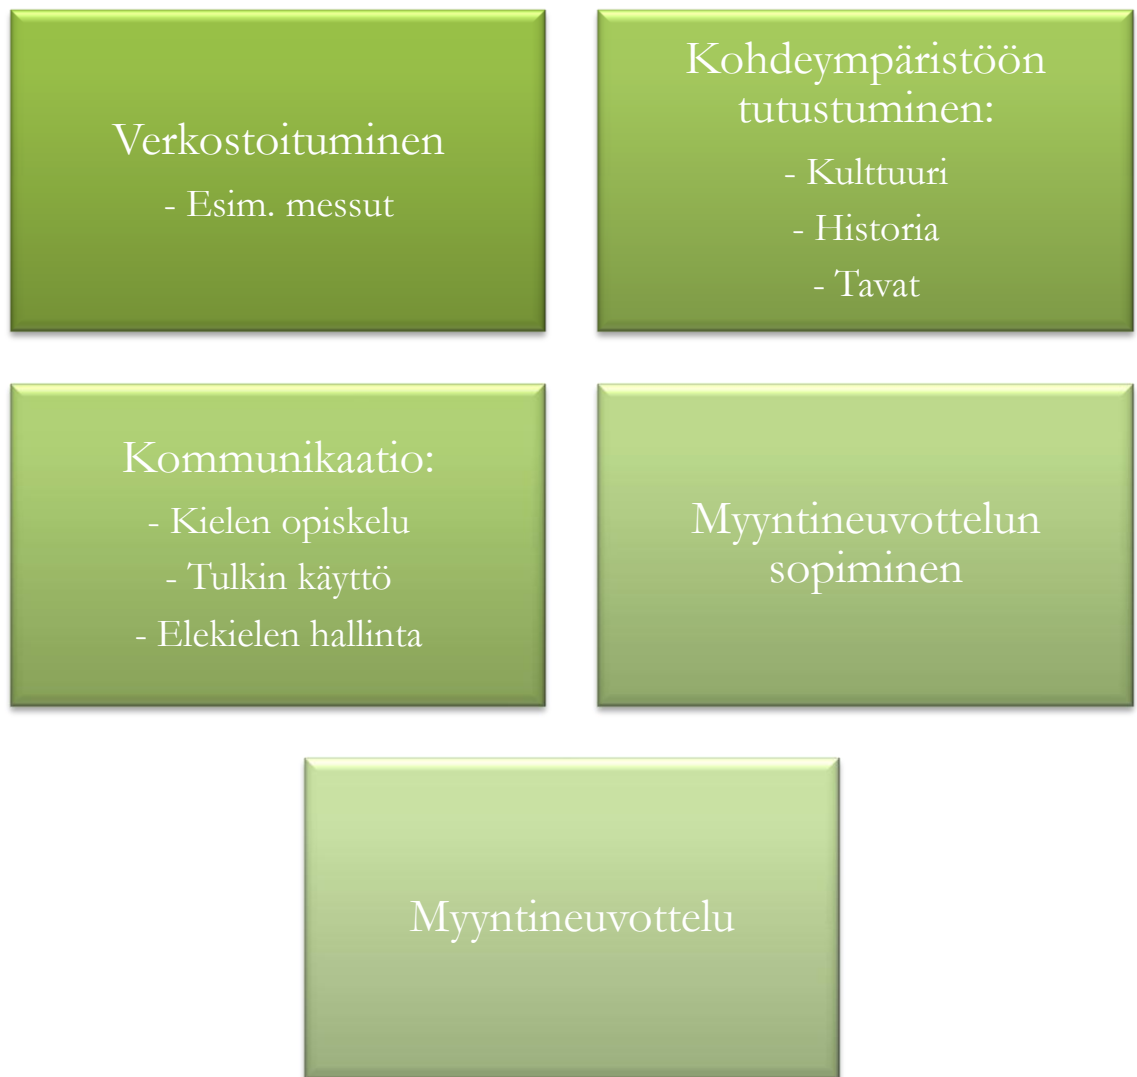 Verkostoituminen
- Esim. messut
Kohdeympäristöön
tutustuminen:
- Kulttuuri
- Historia
- Tavat
Kommunikaatio:
- Kielen opiskelu
- Tulkin käyttö
- Elekielen hallinta
Myyntineuvottelun
sopiminen
Myyntineuvottelu